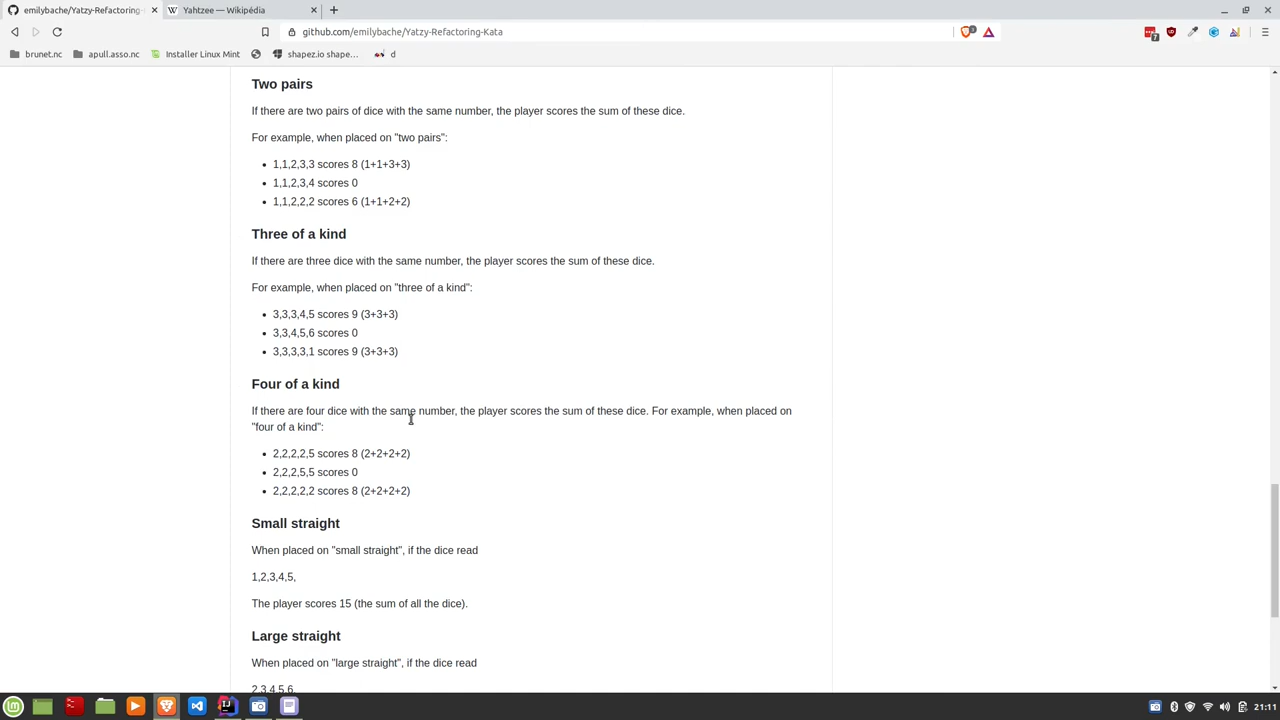 emilybache/Yatzy-Refactoring-
Yahtzee — Wikipédia
github.com/emilybache/Yatzy-Refactoring-Kata
brunet.nc
apull.asso.nc
Installer Linux Mint
shapez.io shape…
d
Two pairs
If there are two pairs of dice with the same number, the player scores the sum of these dice.
For example, when placed on "two pairs":
1,1,2,3,3 scores 8 (1+1+3+3)
1,1,2,3,4 scores 0
1,1,2,2,2 scores 6 (1+1+2+2)
Three of a kind
If there are three dice with the same number, the player scores the sum of these dice.
For example, when placed on "three of a kind":
3,3,3,4,5 scores 9 (3+3+3)
3,3,4,5,6 scores 0
3,3,3,3,1 scores 9 (3+3+3)
Four of a kind
If there are four dice with the same number, the player scores the sum of these dice. For example, when placed on
"four of a kind":
2,2,2,2,5 scores 8 (2+2+2+2)
2,2,2,5,5 scores 0
2,2,2,2,2 scores 8 (2+2+2+2)
Small straight
When placed on "small straight", if the dice read
1,2,3,4,5,
The player scores 15 (the sum of all the dice).
Large straight
When placed on "large straight", if the dice read
2,3,4,5,6,
21:11